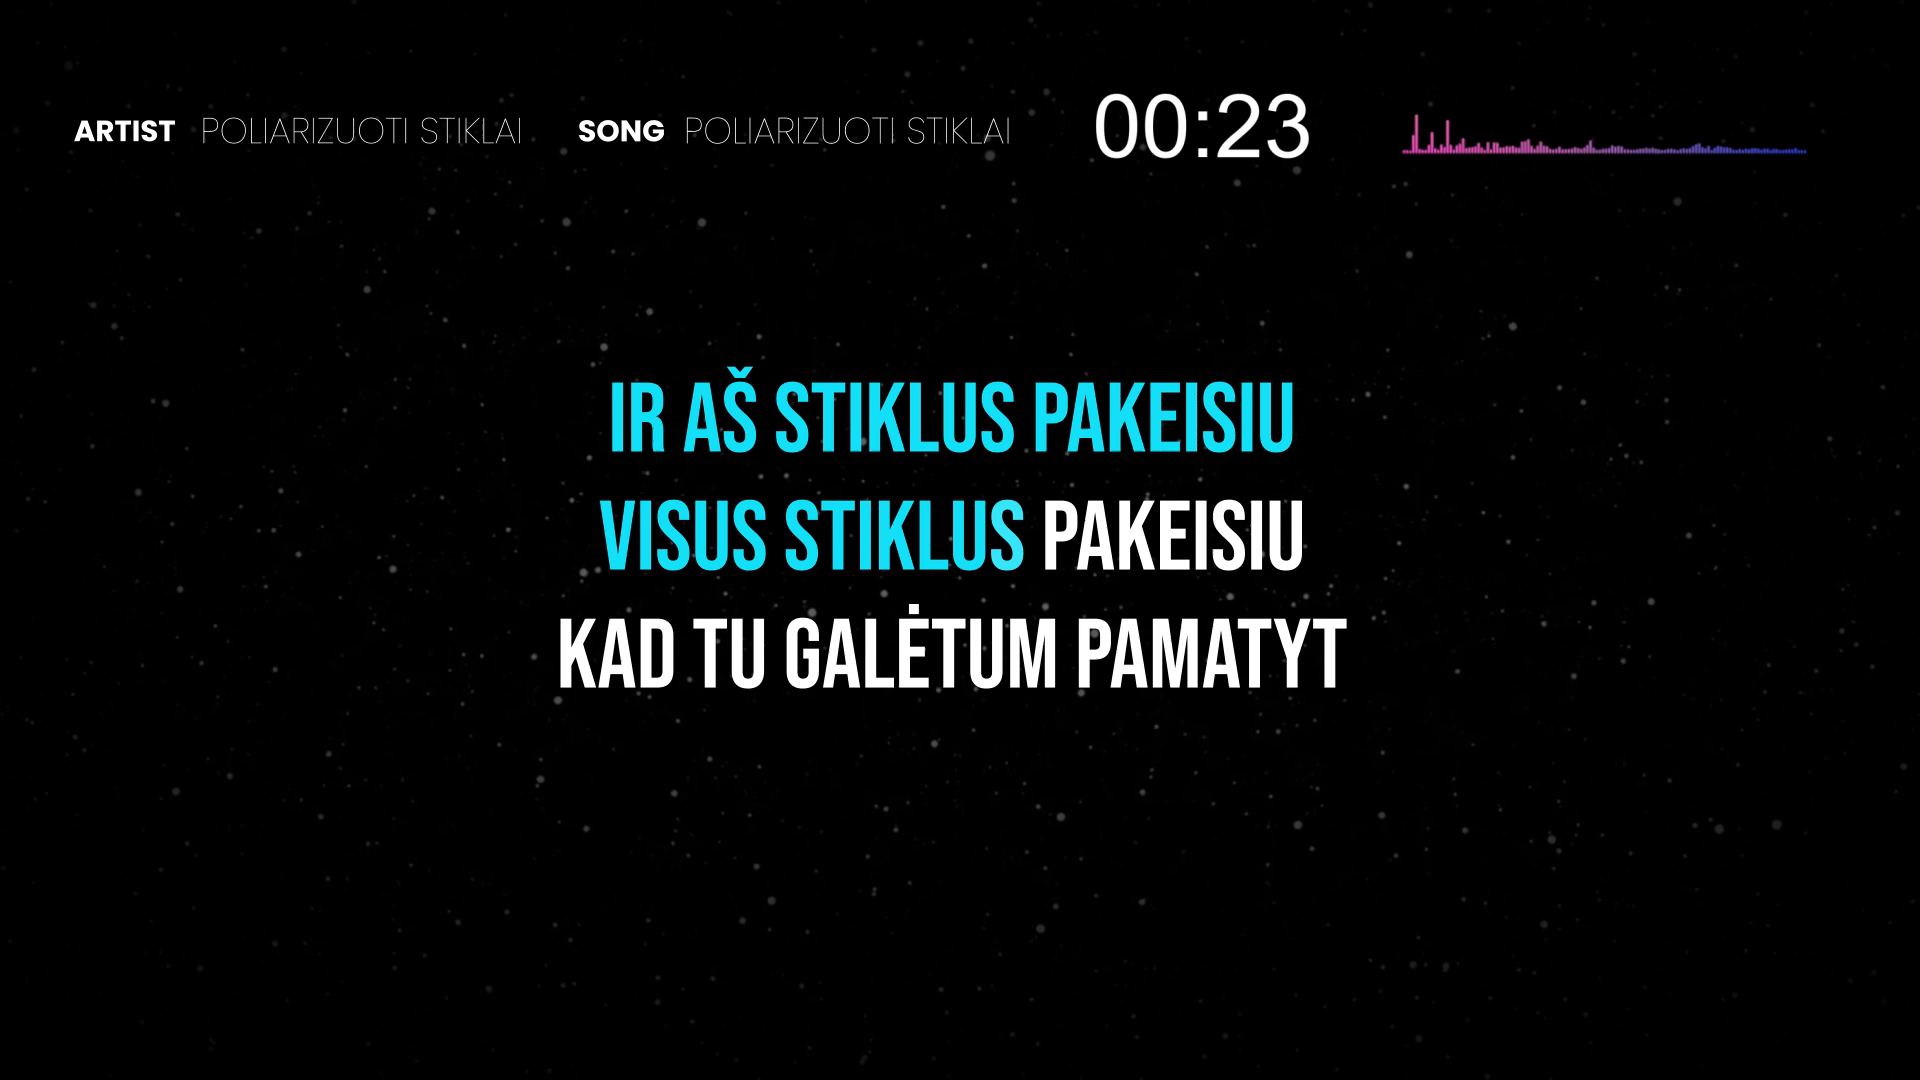 ARTIST POLIARIZUOTI STIKLAI SONG POLIARIZUOTI STIKLAI 00:23
IR AŠ STIKLUS PAKEISIU
VISUS STIKLUS PAKEISIU
KAD TU GALĖTUM PAMATYT